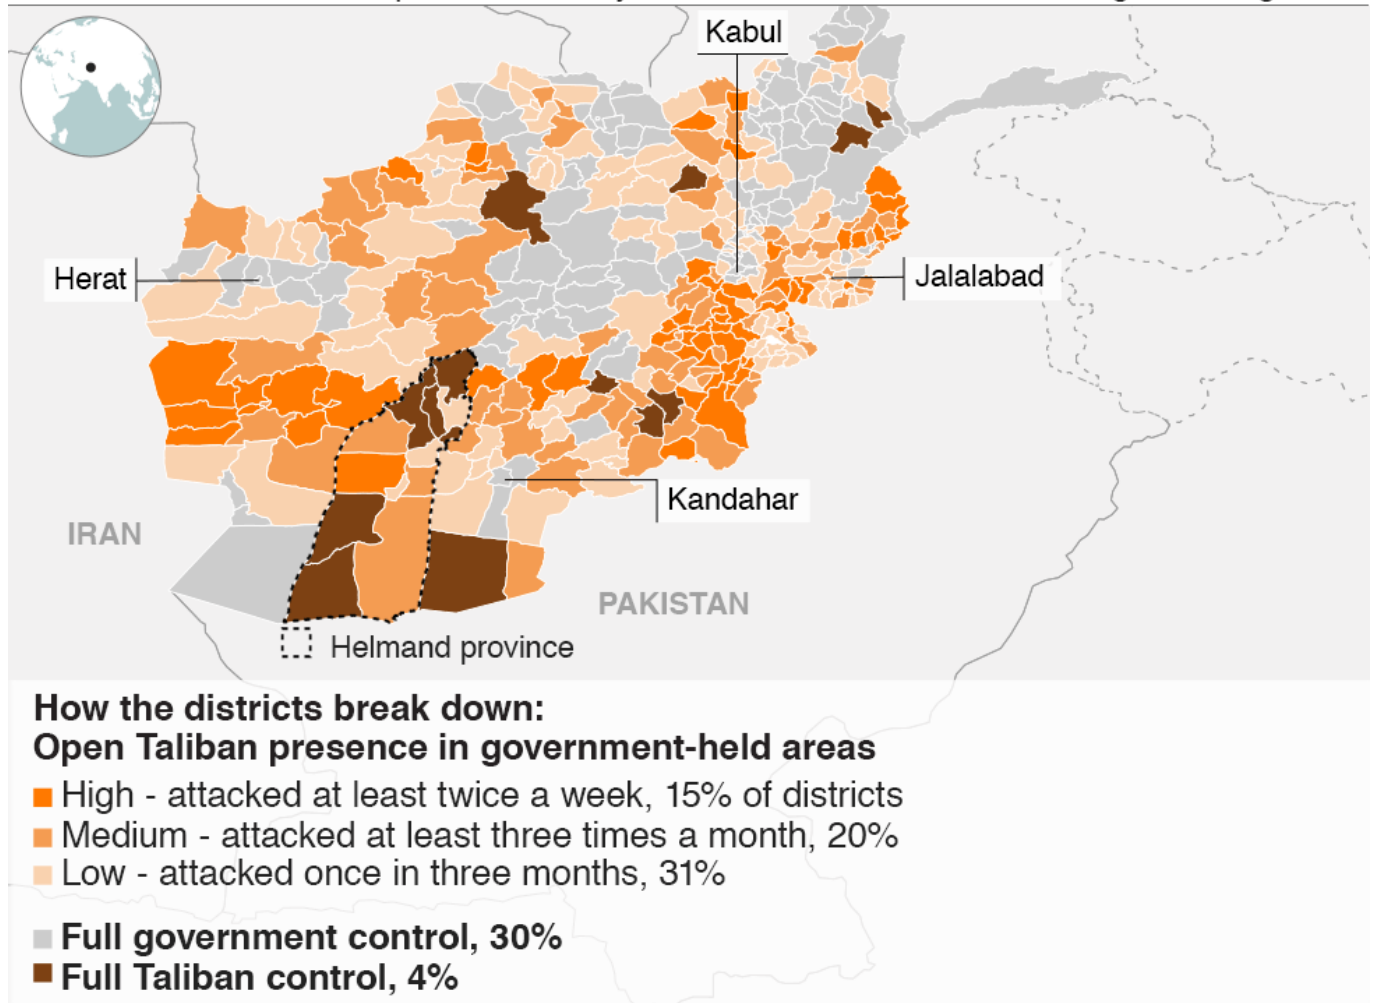 Kabul
Herat
Jalalabad
Kandahar
IRAN
PAKISTAN
Helmand province
How the districts break down:
Open Taliban presence in government-held areas
High - attacked at least twice a week, 15% of districts
Medium - attacked at least three times a month, 20%
Low - attacked once in three months, 31%
Full government control, 30%
Full Taliban control, 4%